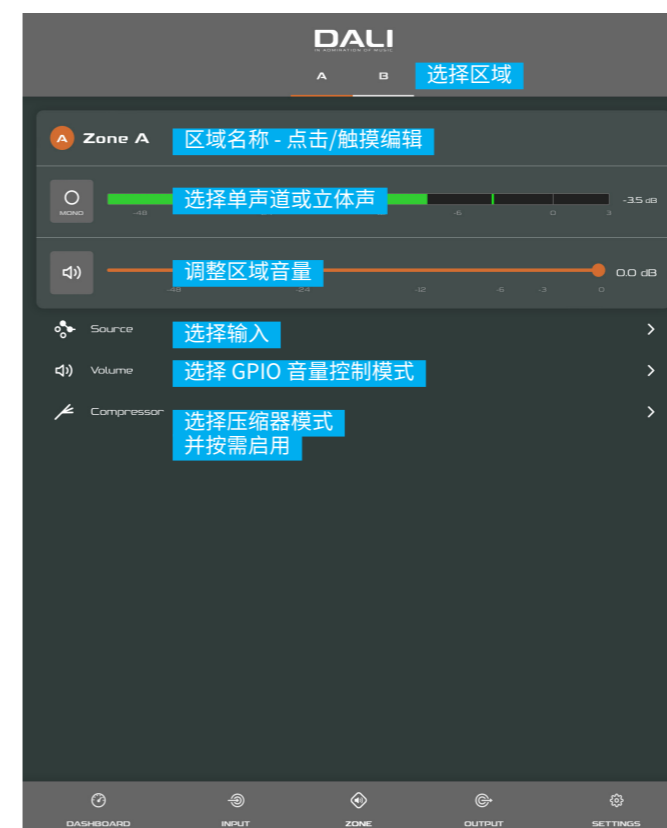 DALI
IN ADMIRATION OF MUSIC
A B 选择区域
A Zone A 区域名称 - 点击/触摸编辑
MONO 选择单声道或立体声 -3.5 dB
-48 -6 0 3
调整区域音量 0.0 dB
-48 -24 -12 -6 -3 0
Source 选择输入
Volume 选择 GPIO 音量控制模式
Compressor 选择压缩器模式
并按需启用
DASHBOARD INPUT ZONE OUTPUT SETTINGS